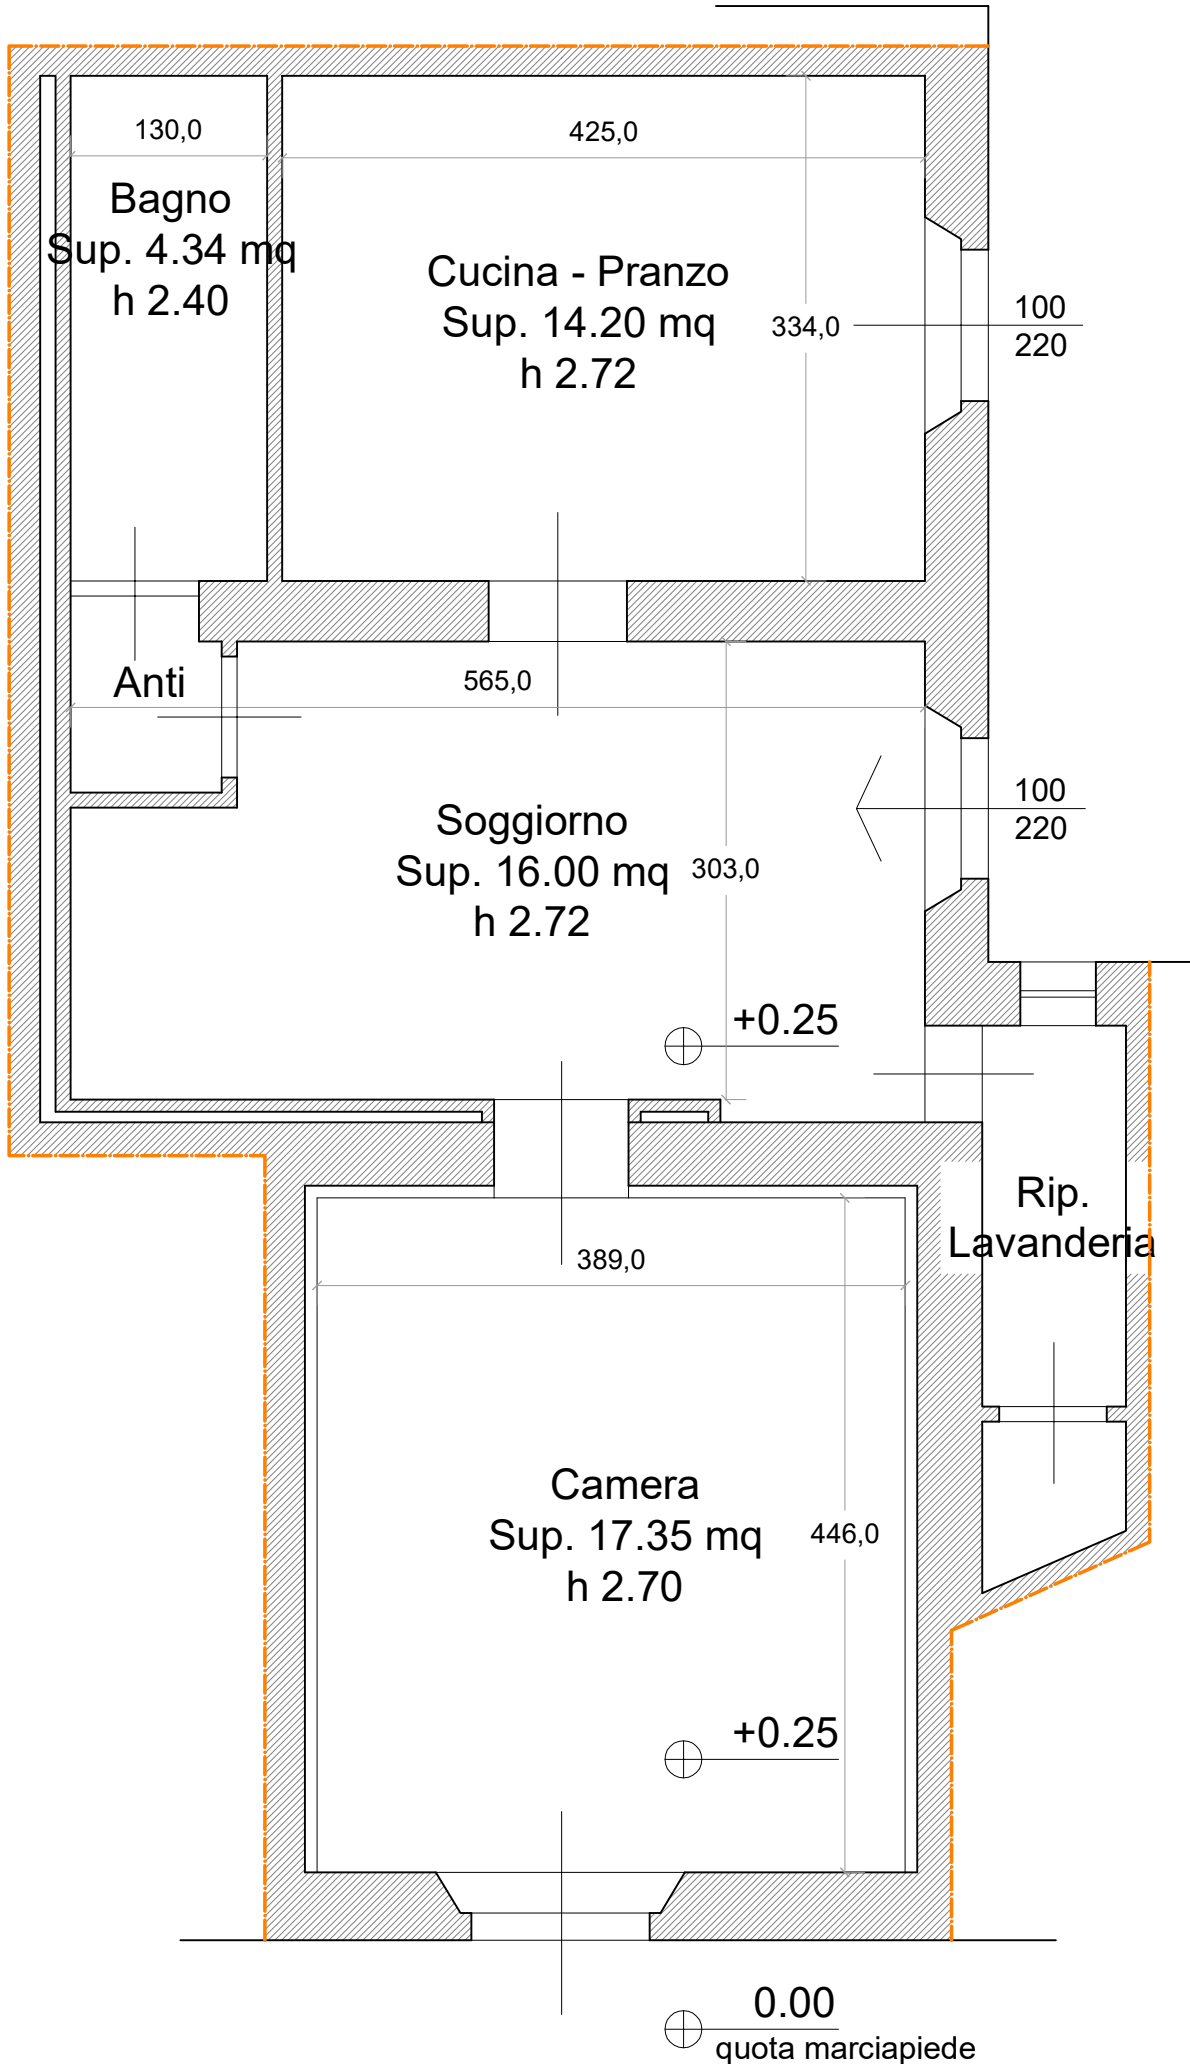 130,0
425,0
Bagno
Sup. 4.34 mq
h 2.40
Cucina - Pranzo
Sup. 14.20 mq
h 2.72
334,0
100
220
Anti
565,0
100
220
Soggiorno
Sup. 16.00 mq
h 2.72
303,0
+0.25
Rip.
Lavanderia
389,0
Camera
Sup. 17.35 mq
h 2.70
446,0
+0.25
0.00
quota marciapiede